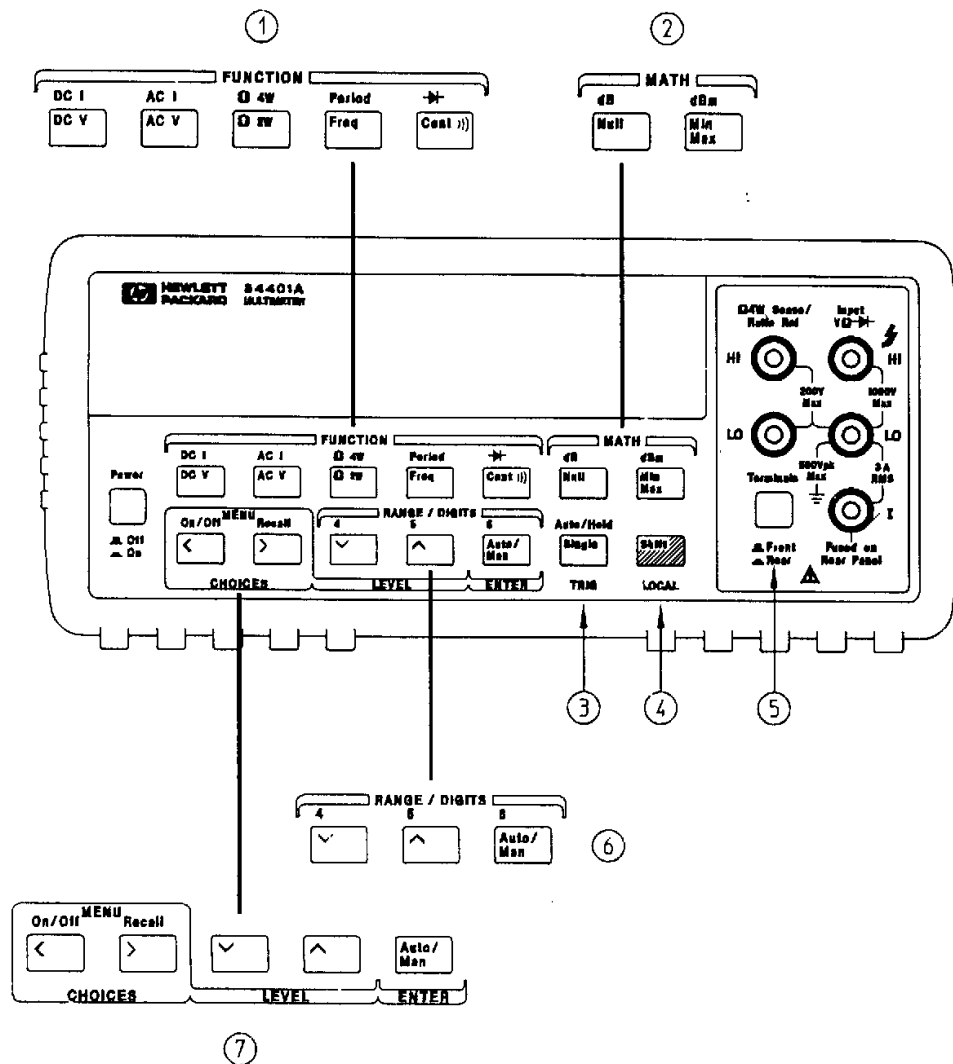 1 2
FUNCTION MATH
DC I AC I Ω 4W Period dB dBm
DC V AC V Ω 2W Freq Cont ))) Null Min Max
hp HEWLETT PACKARD 34401A MULTIMETER
Ω4W Sense/ Ratio Ref Input VΩ
HI HI
200V Max 1000V Max
LO LO
500Vpk Max 3A RMS
FUNCTION MATH
DC I AC I Ω 4W Period dB dBm
Power DC V AC V Ω 2W Freq Cont ))) Null Min Max
Terminals I
MENU RANGE / DIGITS
On/Off Recall 4 5 6 Auto/Hold
Off < > ∨ ∧ Auto/ Man Single Shift
On
Front Fused on
Rear Rear Panel
CHOICES LEVEL ENTER TRIG LOCAL
3 4 5
RANGE / DIGITS
4 5 6
∨ ∧ Auto/ Man 6
MENU
On/Off Recall
< > ∨ ∧ Auto/ Man
CHOICES LEVEL ENTER
7